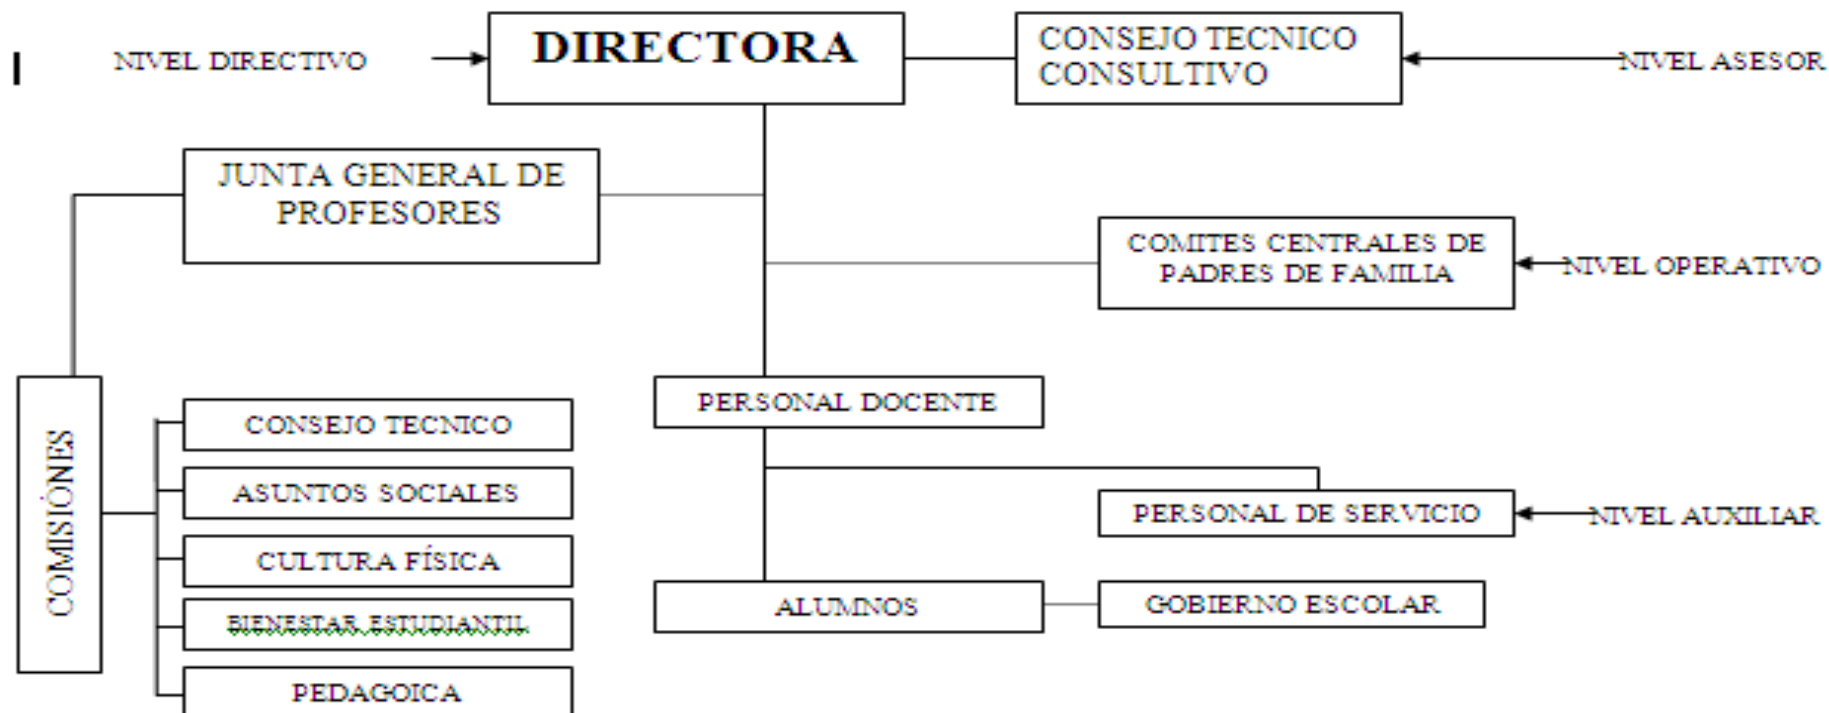 NIVEL DIRECTIVO
DIRECTORA
CONSEJO TECNICO
CONSULTIVO
NIVEL ASESOR
JUNTA GENERAL DE
PROFESORES
COMITES CENTRALES DE
PADRES DE FAMILIA
NIVEL OPERATIVO
COMISIÓNES
CONSEJO TECNICO
ASUNTOS SOCIALES
CULTURA FÍSICA
BIENESTAR ESTUDIANTIL
PEDAGOICA
PERSONAL DOCENTE
PERSONAL DE SERVICIO
NIVEL AUXILIAR
ALUMNOS
GOBIERNO ESCOLAR